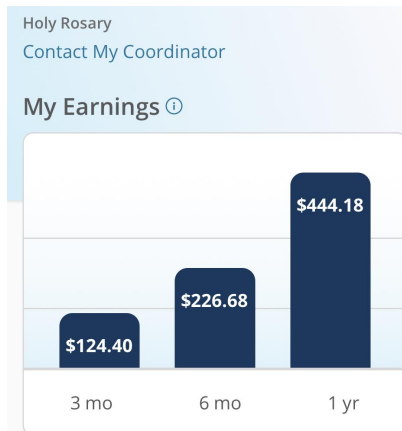 Holy Rosary
Contact My Coordinator
My Earnings
$444.18
$226.68
$124.40
3 mo 6 mo 1 yr